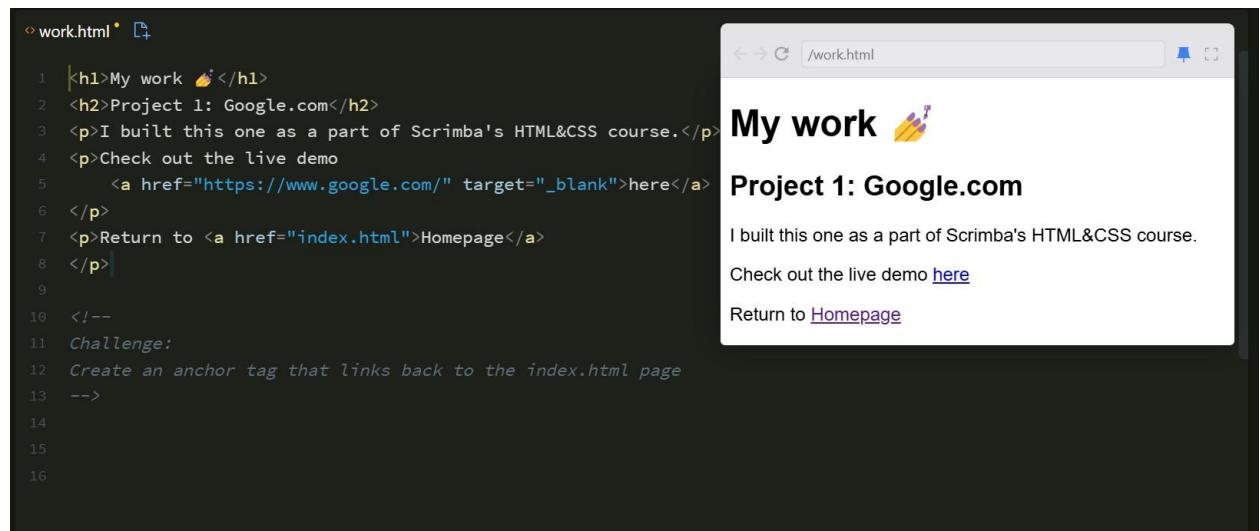 work.html
1 <h1>My work 💅</h1>
2 <h2>Project 1: Google.com</h2>
3 <p>I built this one as a part of Scrimba's HTML&CSS course.</p>
4 <p>Check out the live demo
5 <a href="https://www.google.com/" target="_blank">here</a>
6 </p>
7 <p>Return to <a href="index.html">Homepage</a>
8 </p>
9
10 <!--
11 Challenge:
12 Create an anchor tag that links back to the index.html page
13 -->
14
15
16
/work.html
My work 💅
Project 1: Google.com
I built this one as a part of Scrimba's HTML&CSS course.
Check out the live demo here
Return to Homepage